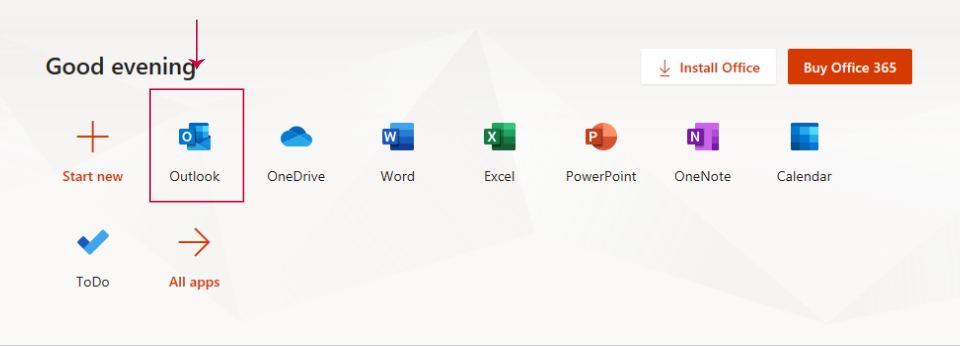 Good evening
Install Office
Buy Office 365
Start new
Outlook
OneDrive
Word
Excel
PowerPoint
OneNote
Calendar
ToDo
All apps